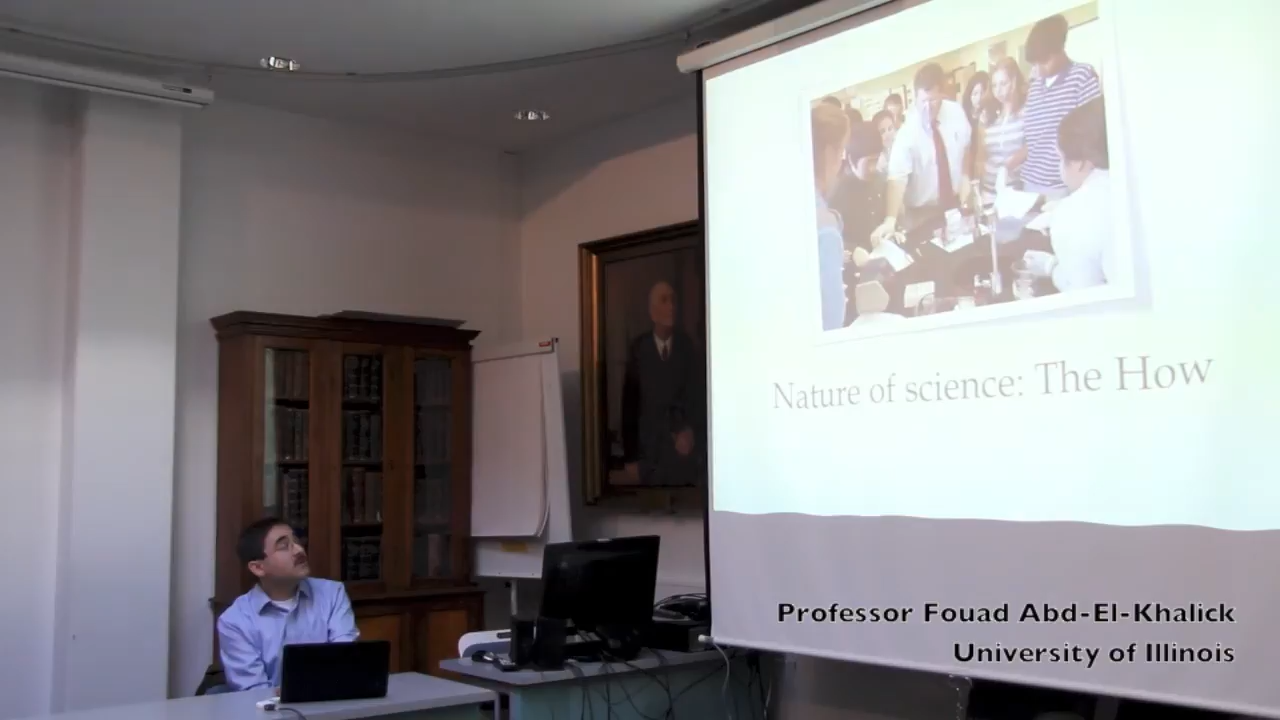 Nature of science: The How
Professor Fouad Abd-El-Khalick
University of Illinois